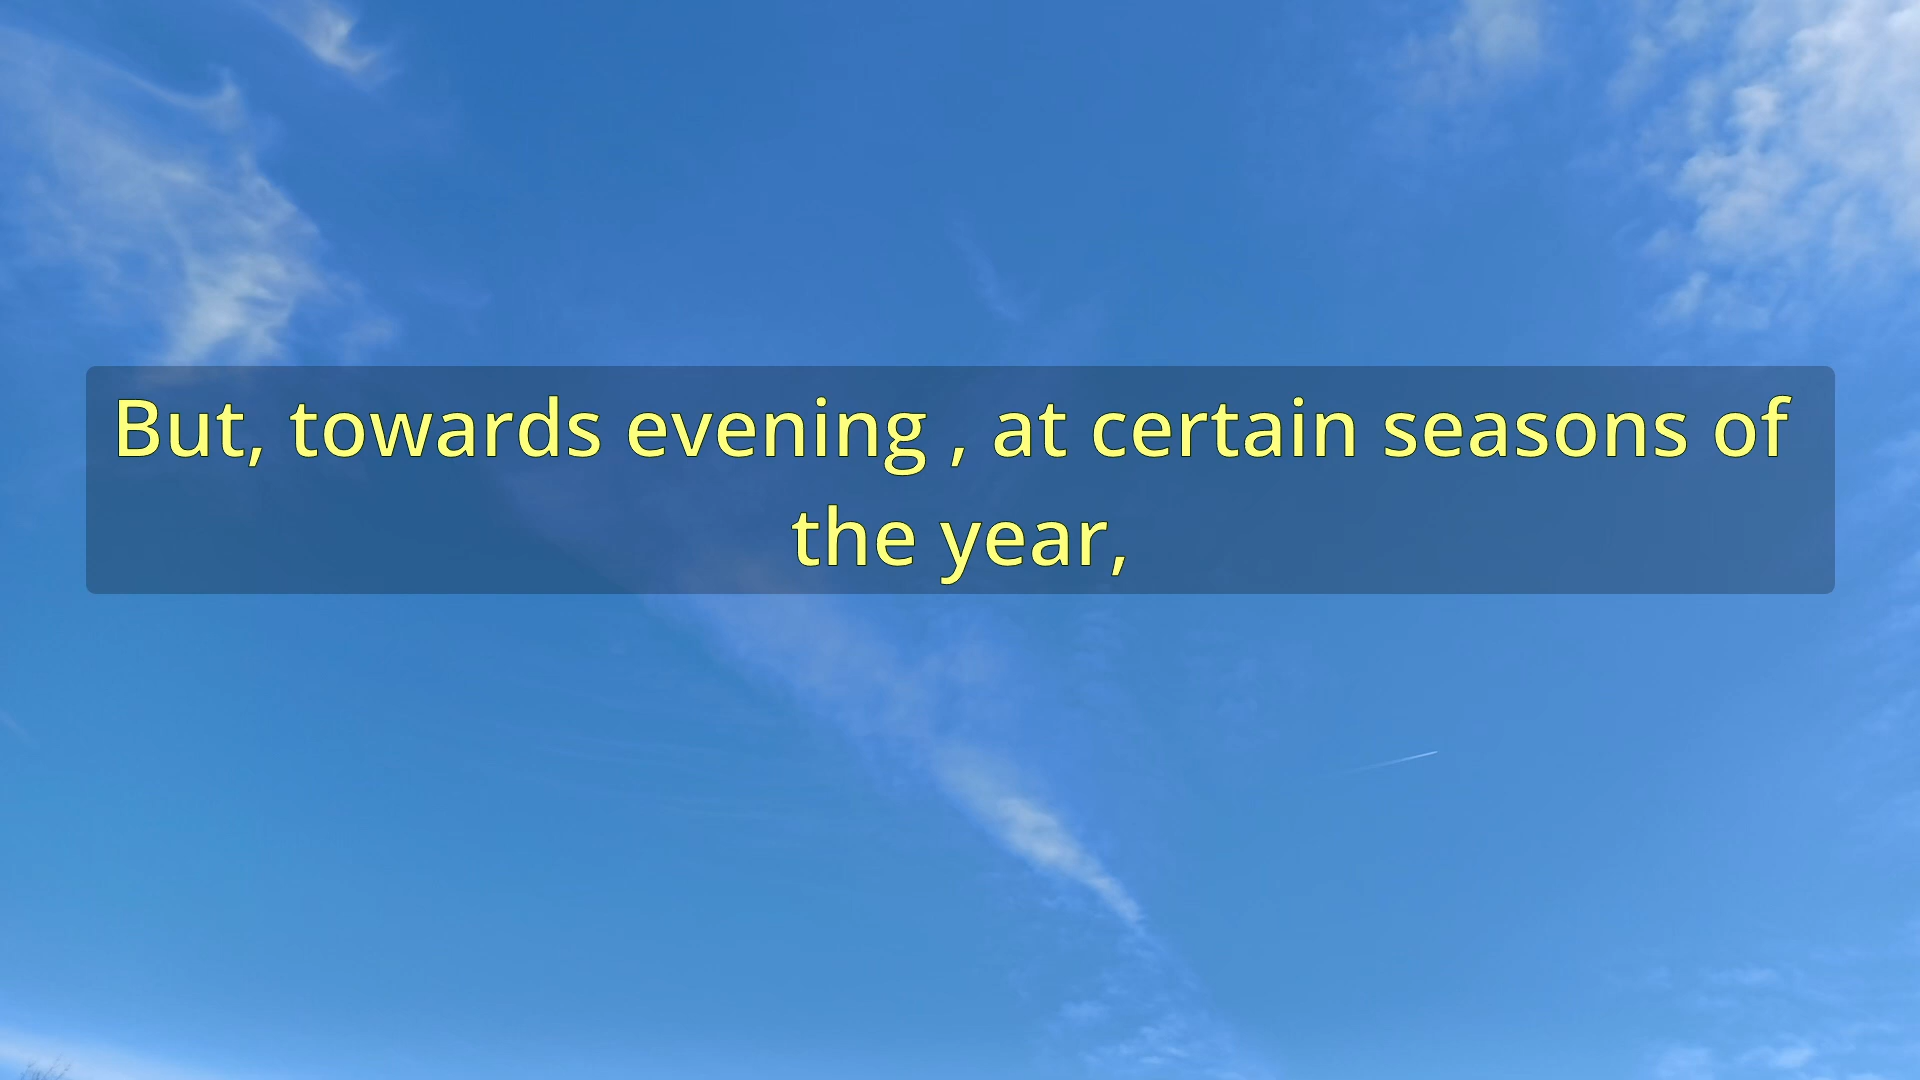 But, towards evening , at certain seasons of
the year,